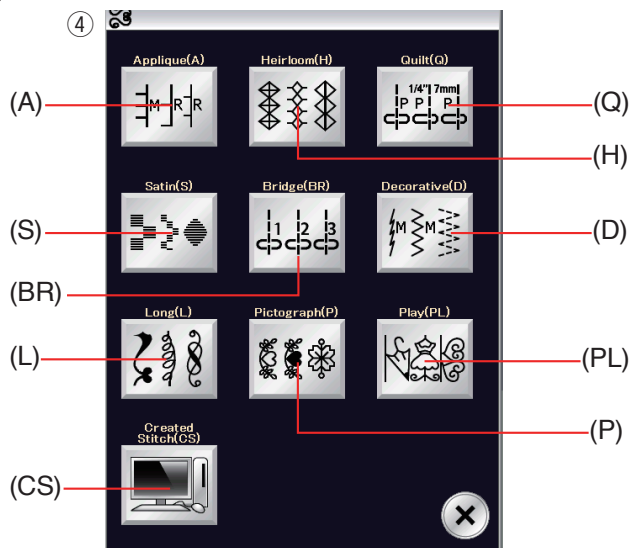 ④
Applique(A) Heirloom(H) Quilt(Q)
(A) M R R 1/4" 7mm P P P (Q)
(H)
Satin(S) Bridge(BR) Decorative(D)
(S) 1 2 3 M M (D)
(BR)
Long(L) Pictograph(P) Play(PL)
(L) (PL)
(P)
Created
Stitch(CS)
(CS)